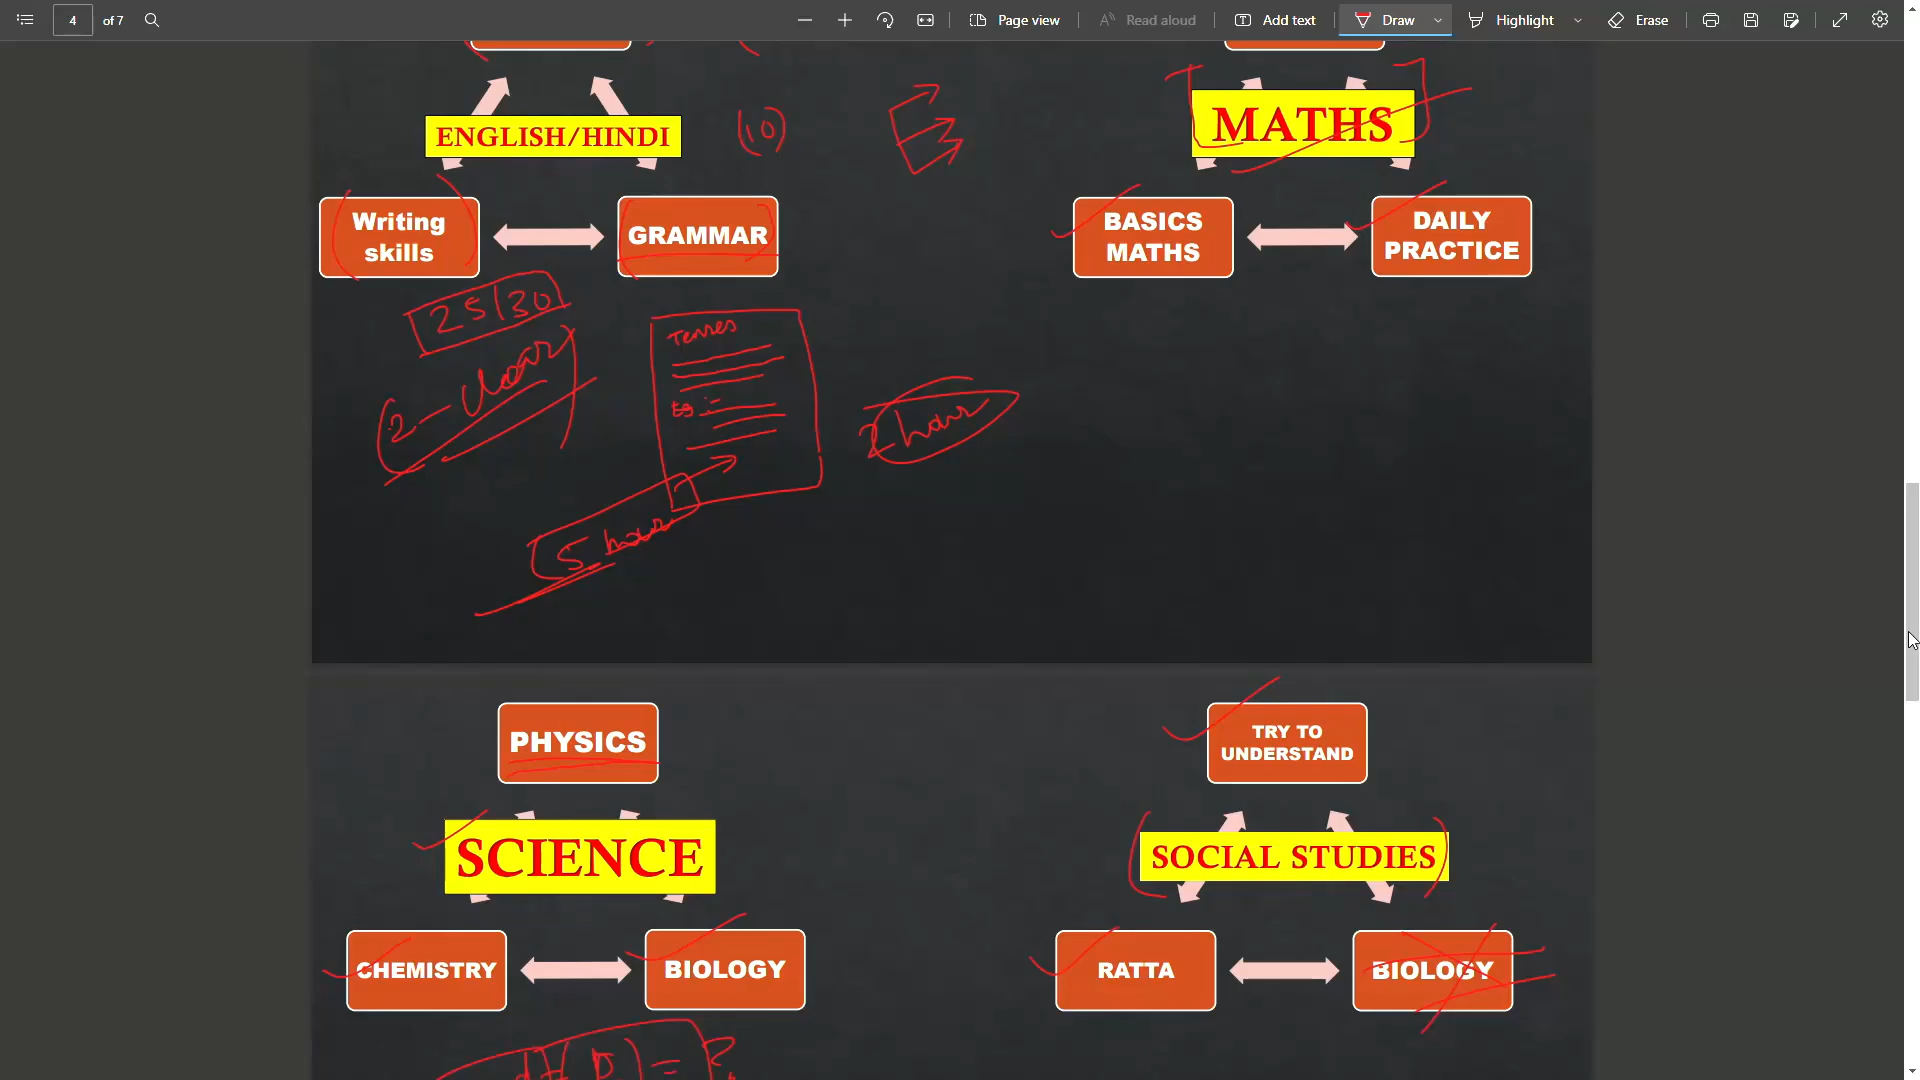 4 of 7
Page view
Read aloud
Add text
Draw
Highlight
Erase
ENGLISH/HINDI
(10)
MATHS
Writing
skills
GRAMMAR
BASICS
MATHS
DAILY
PRACTICE
25/30
Tenses
2 hour
5 hour
PHYSICS
TRY TO
UNDERSTAND
SCIENCE
SOCIAL STUDIES
CHEMISTRY
BIOLOGY
RATTA
BIOLOGY